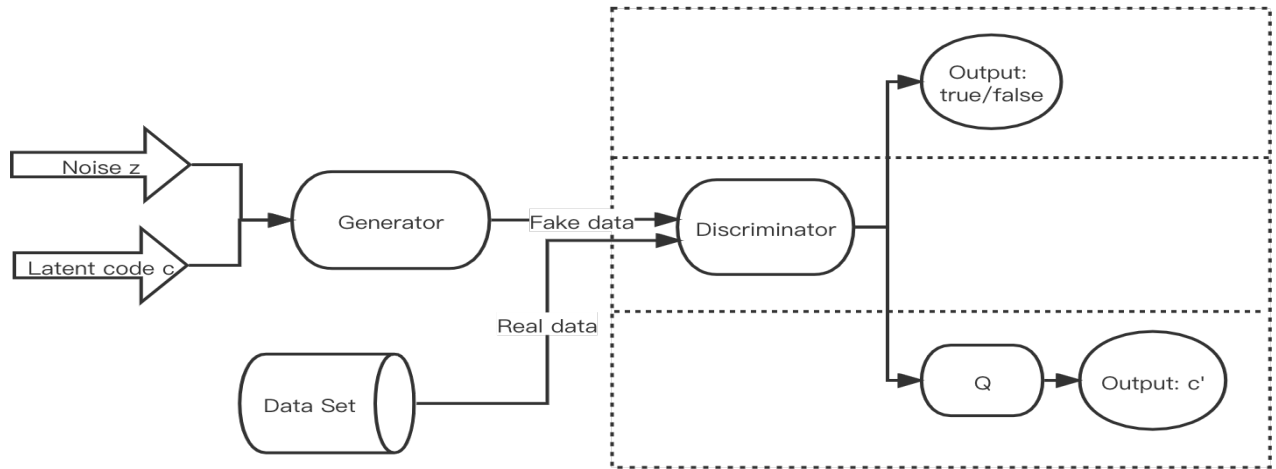 Output:
true/false
Noise z
Generator
Fake data
Discriminator
Latent code c
Real data
Data Set
Q
Output: c'